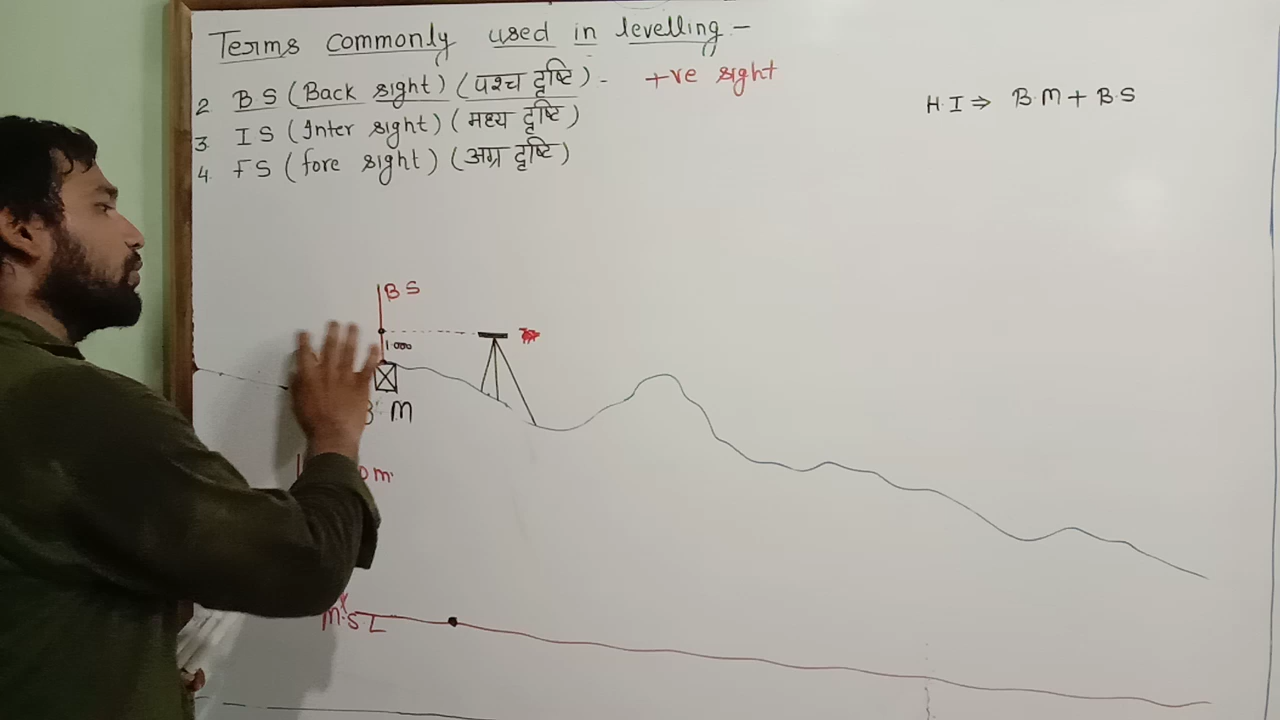 Terms commonly used in levelling -
2. BS (Back sight) (पश्च दृष्टि) - +ve sight
H.I ⇒ B.M + B.S
3. IS (Inter sight) (मध्य दृष्टि)
4. FS (fore sight) (अग्र दृष्टि)
BS
1.000
M
m.
M.S.L